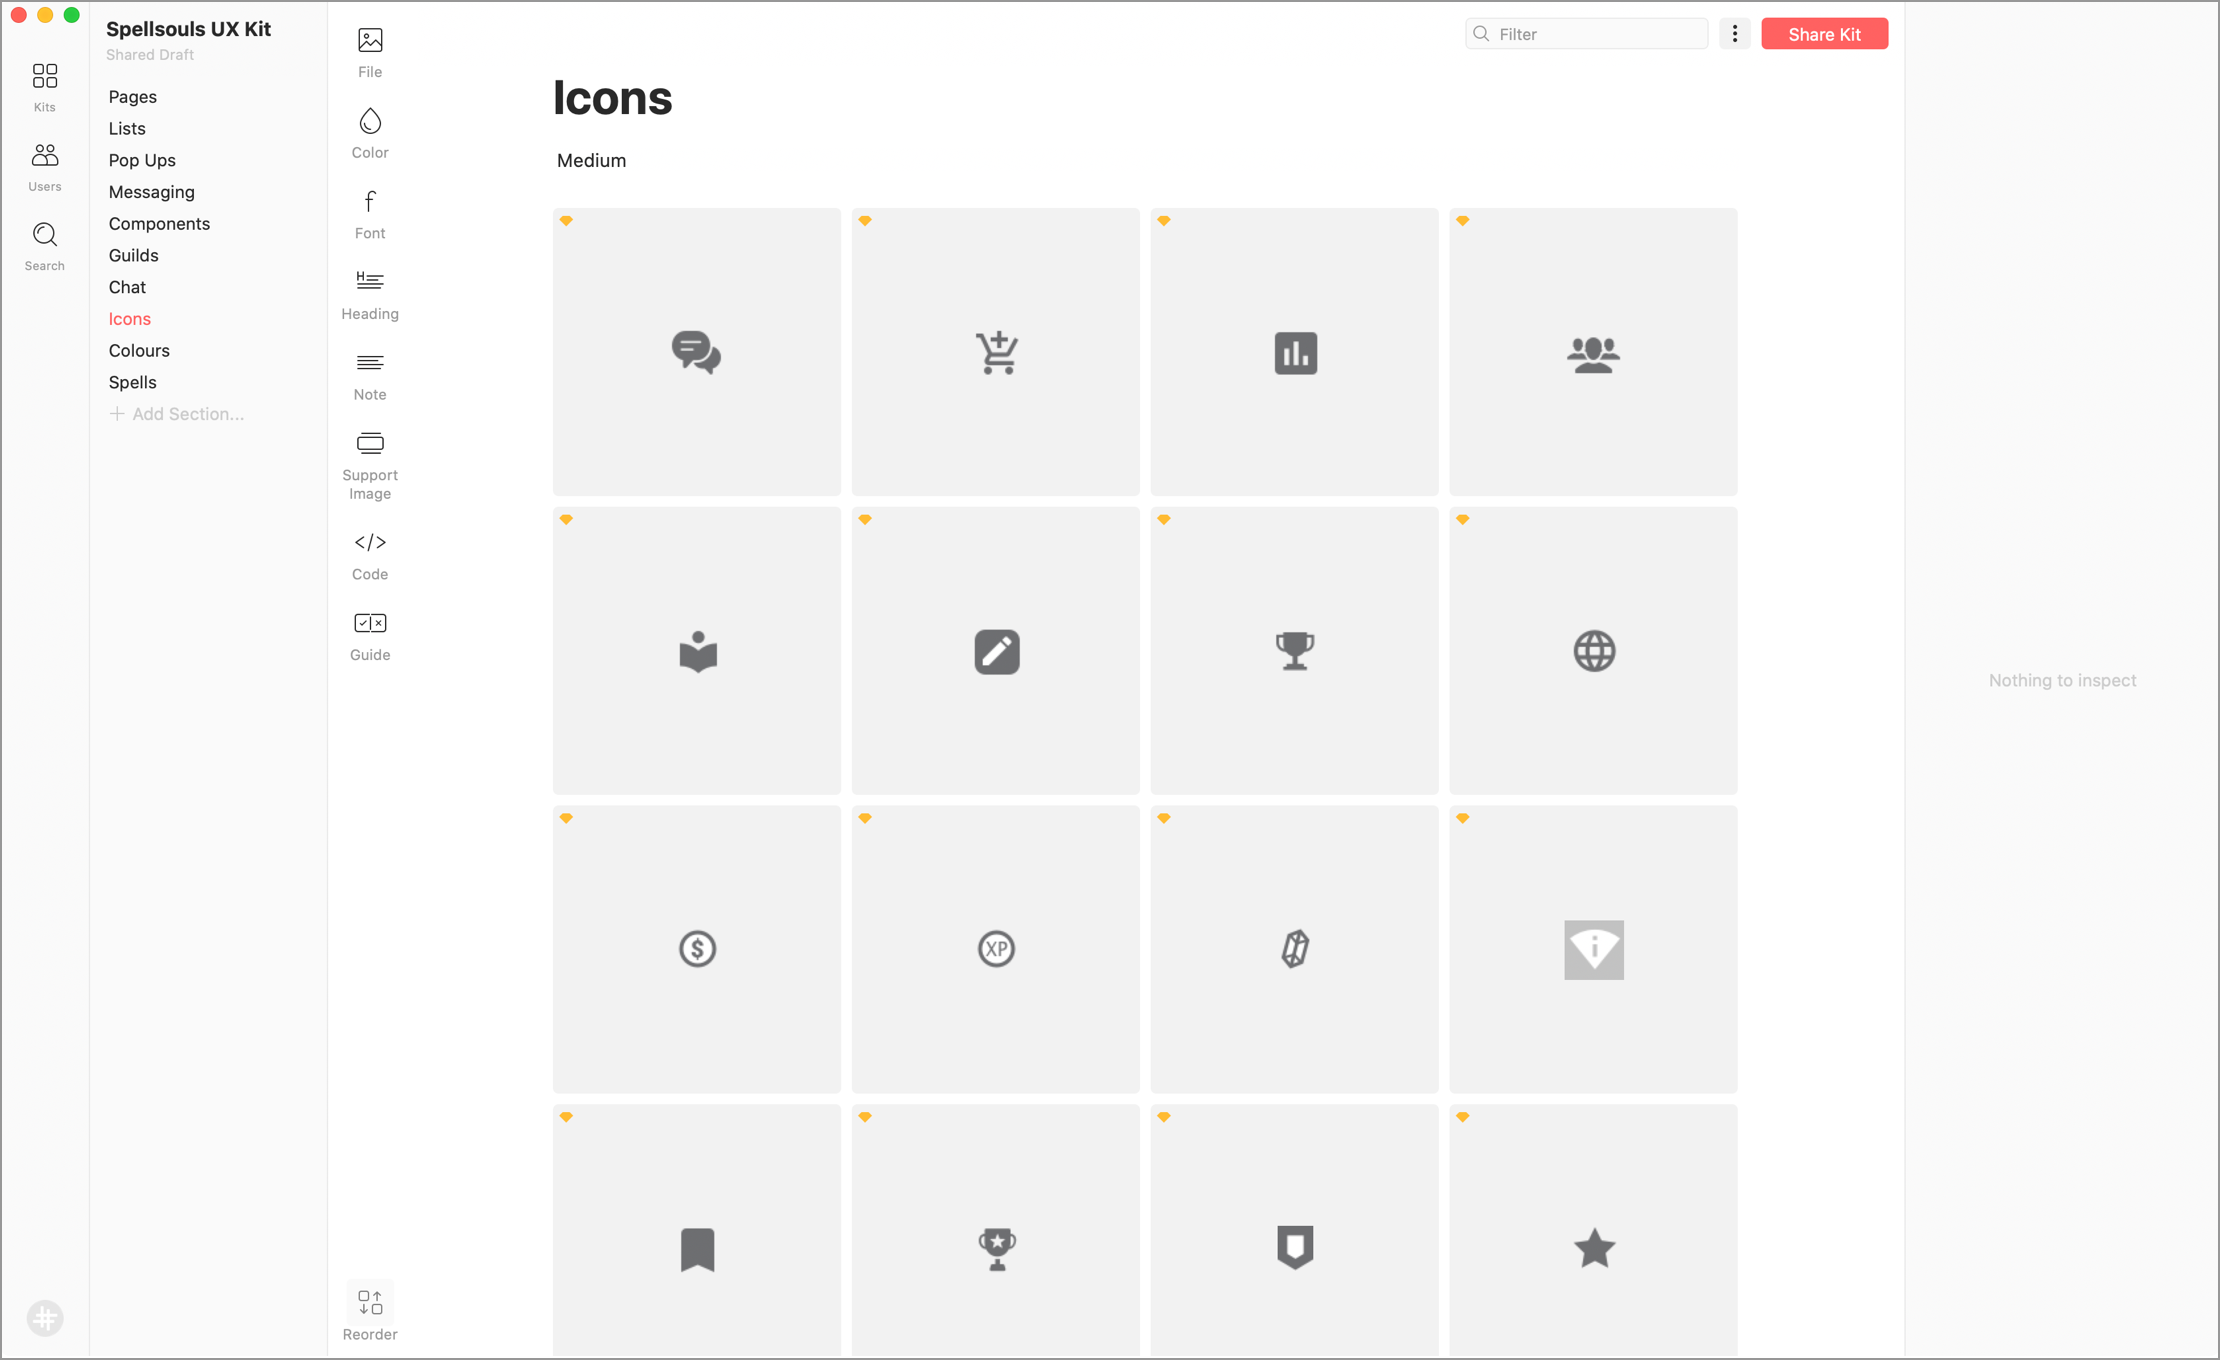 Spellsouls UX Kit
Shared Draft
Kits
Users
Search
Pages
Lists
Pop Ups
Messaging
Components
Guilds
Chat
Icons
Colours
Spells
+ Add Section...
File
Color
f
Font
H
Heading
Note
Support
Image
</>
Code
Guide
Reorder
Filter
Share Kit
Icons
Medium
$
XP
i
Nothing to inspect